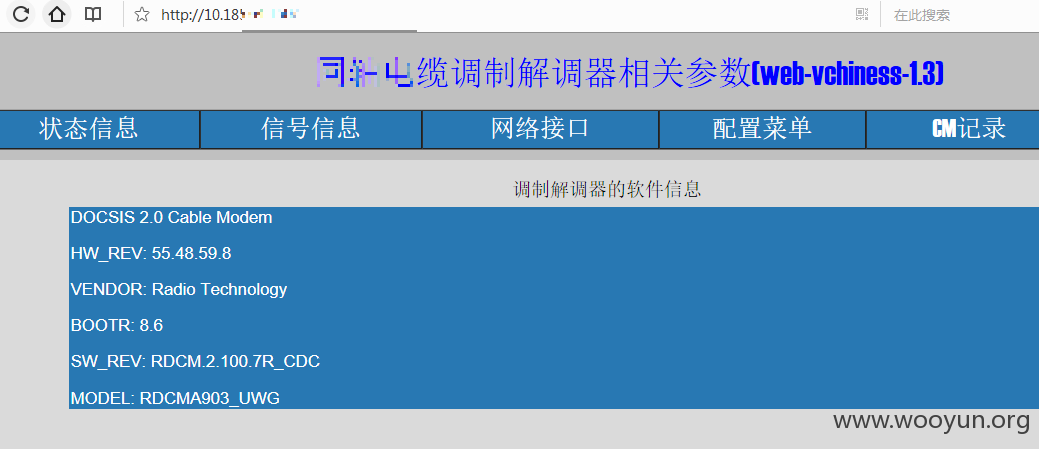 http://10.18
在此搜索
缆调制解调器相关参数(web-vchiness-1.3)
状态信息 信号信息 网络接口 配置菜单 CM记录
调制解调器的软件信息
DOCSIS 2.0 Cable Modem
HW_REV: 55.48.59.8
VENDOR: Radio Technology
BOOTR: 8.6
SW_REV: RDCM.2.100.7R_CDC
MODEL: RDCMA903_UWG
www.wooyun.org